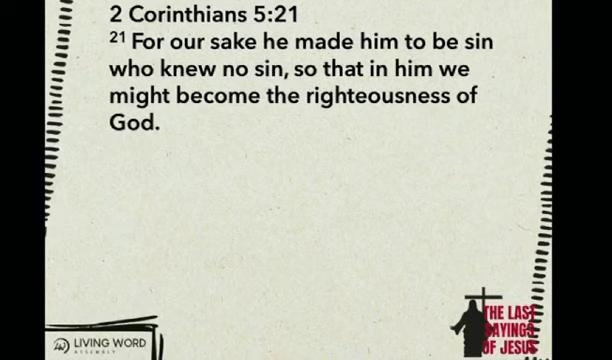 2 Corinthians 5:21
21 For our sake he made him to be sin
who knew no sin, so that in him we
might become the righteousness of
God.
LIVING WORD
ASSEMBLY
THE LAST
SAYINGS
OF JESUS